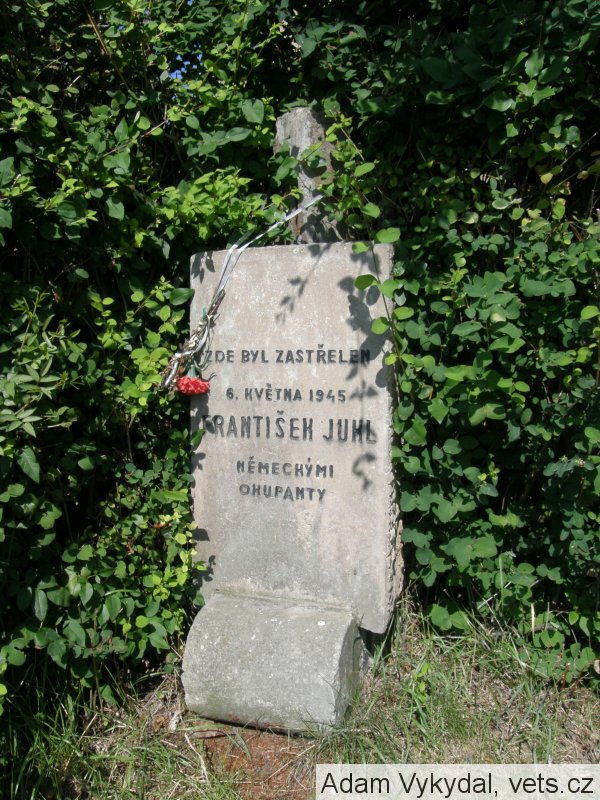 ZDE BYL ZASTŘELEN
6. KVĚTNA 1945
FRANTIŠEK JUHL
NĚMECKÝMI
OKUPANTY
Adam Vykydal, vets.cz